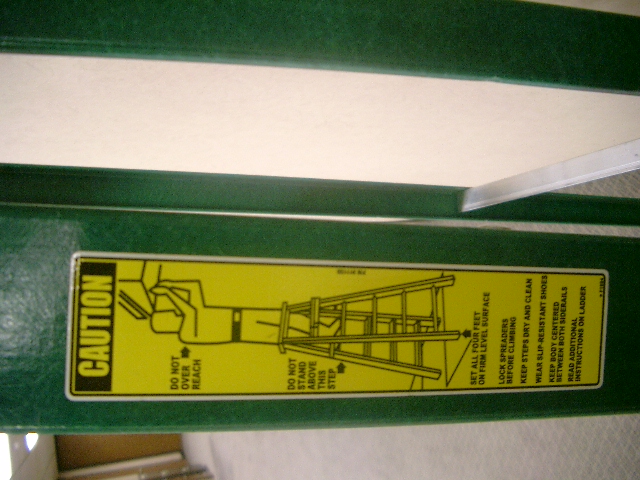 CAUTION
DO NOT
OVER
REACH
DO NOT
STAND
ABOVE
THIS
STEP
SET ALL FOUR FEET
ON FIRM LEVEL SURFACE
LOCK SPREADERS
BEFORE CLIMBING
KEEP STEPS DRY AND CLEAN
WEAR SLIP-RESISTANT SHOES
KEEP BODY CENTERED
BETWEEN BOTH SIDERAILS
READ ADDITIONAL
INSTRUCTIONS ON LADDER